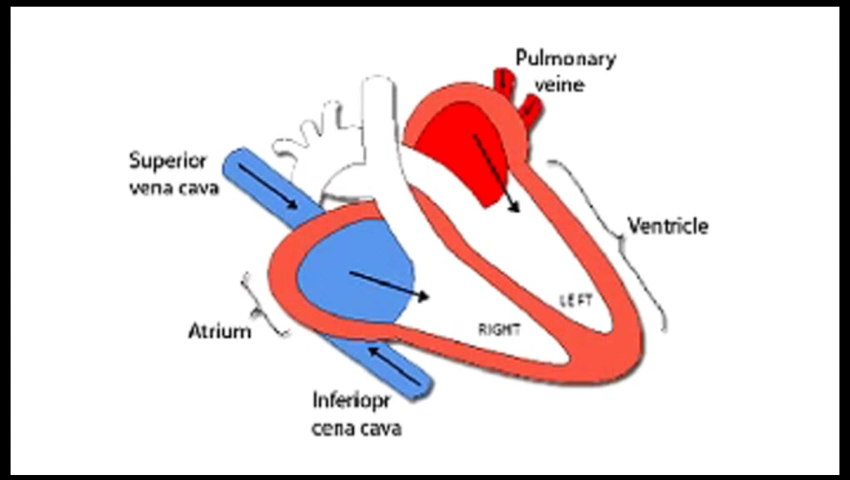 Pulmonary
veine
Superior
vena cava
Ventricle
LEFT
RIGHT
Atrium
Inferiopr
cena cava